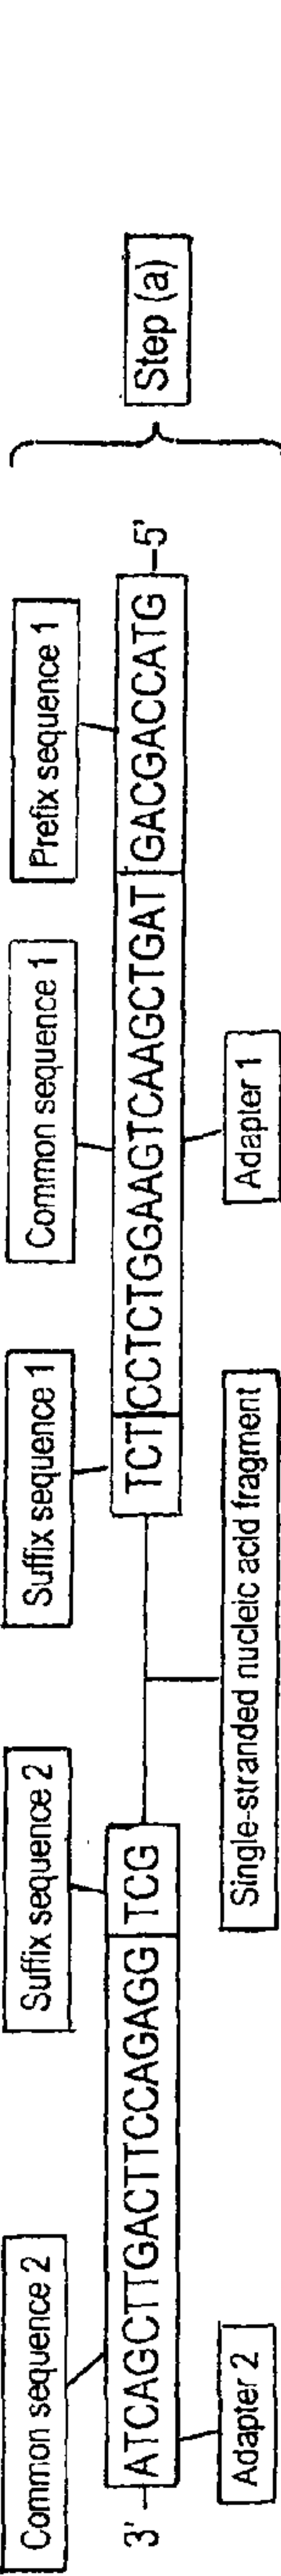 Common sequence 2
Suffix sequence 2
Suffix sequence 1
Common sequence 1
Prefix sequence 1
3' ATCAGCTTGACTTCCAGAGG TCG TCT CCTCTGGAAGTCAAGCTGAT GACGACCATG 5'
Step (a)
Adapter 2
Single-stranded nucleic acid fragment
Adapter 1